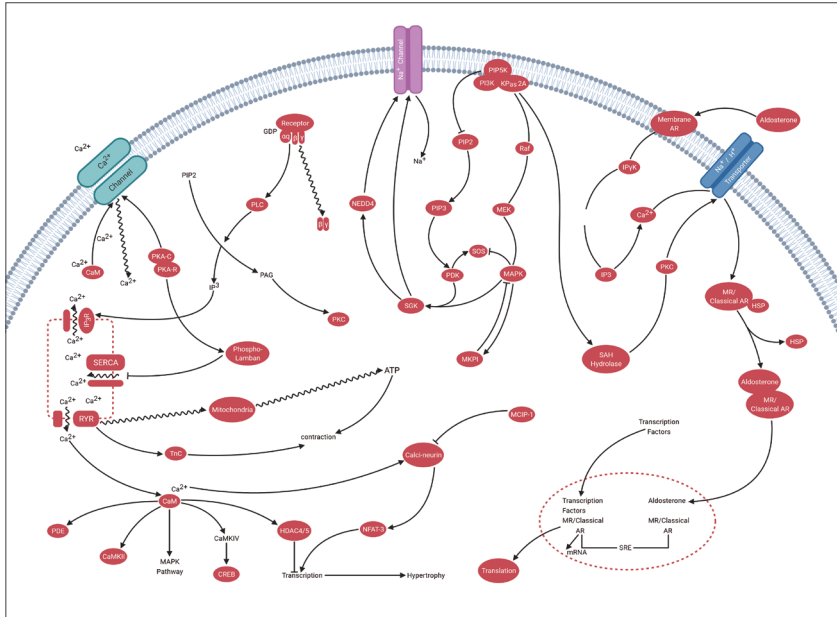 Na⁺ Channel
PIP5K
PI3K
KPas2A
Membrane
AR
Aldosterone
Na⁺ / H⁺
Transporter
Ca²⁺
Ca²⁺
Channel
Receptor
GDP
αq
β
γ
PIP2
Raf
IPγK
Na⁺
PIP2
PLC
NEDD4
PIP3
MEK
Ca²⁺
βγ
Ca²⁺
CaM
Ca²⁺
PKA-C
PKA-R
SOS
PDK
MAPK
IP3
PKC
PAG
IP³
MR/
Classical AR
HSP
SGK
PKC
Ca²⁺
IP³R
Ca²⁺
Phospho-
Lamban
MKPI
SAH
Hydrolase
HSP
Ca²⁺
SERCA
Ca²⁺
ATP
Aldosterone
MR/
Classical AR
Ca²⁺
Ca²⁺
RYR
Ca²⁺
Mitochondria
MCIP-1
contraction
Transcription
Factors
TnC
Calci-neurin
Ca²⁺
CaM
Transcription
Factors
MR/Classical
AR
mRNA
SRE
Aldosterone
MR/Classical
AR
PDE
CaMKII
MAPK
Pathway
CaMKIV
CREB
HDAC4/5
NFAT-3
Transcription
Hypertrophy
Translation